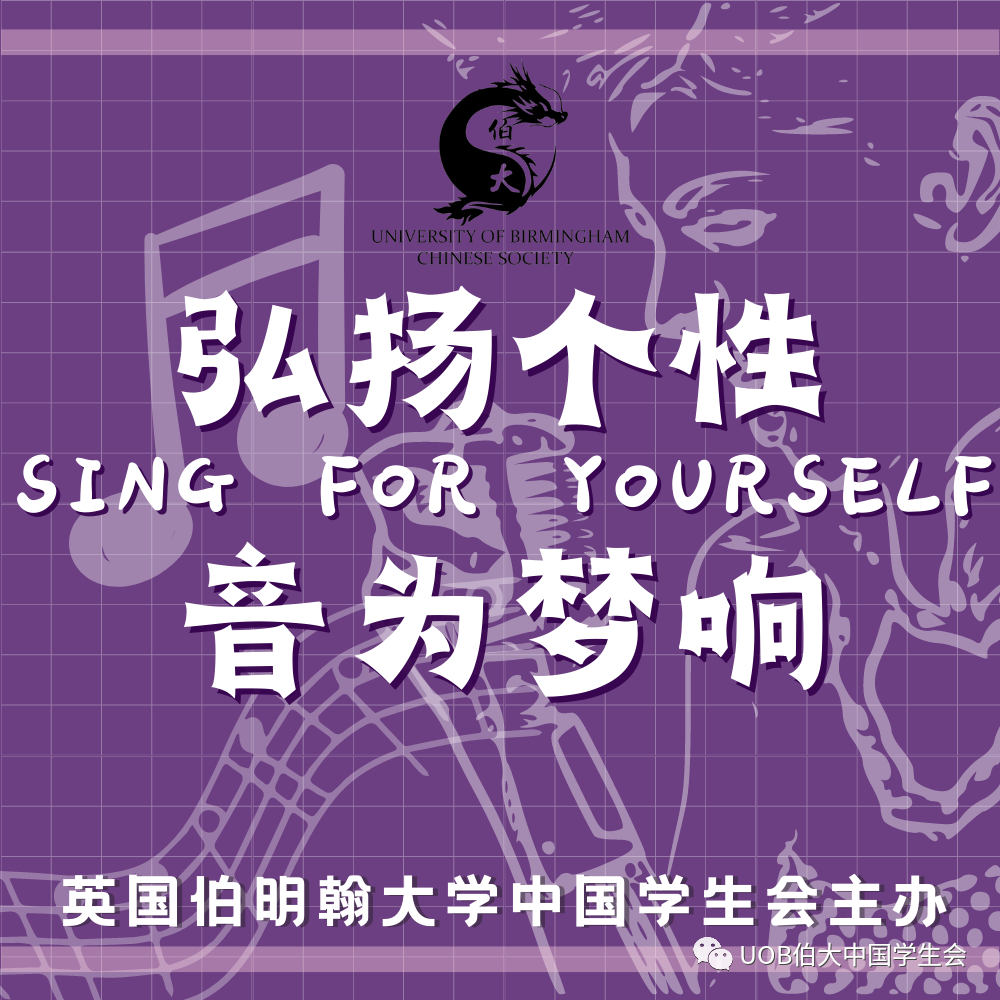 伯
大
UNIVERSITY OF BIRMINGHAM
CHINESE SOCIETY
弘扬个性
SING FOR YOURSELF
音为梦响
英国伯明翰大学中国学生会主办
UOB伯大中国学生会